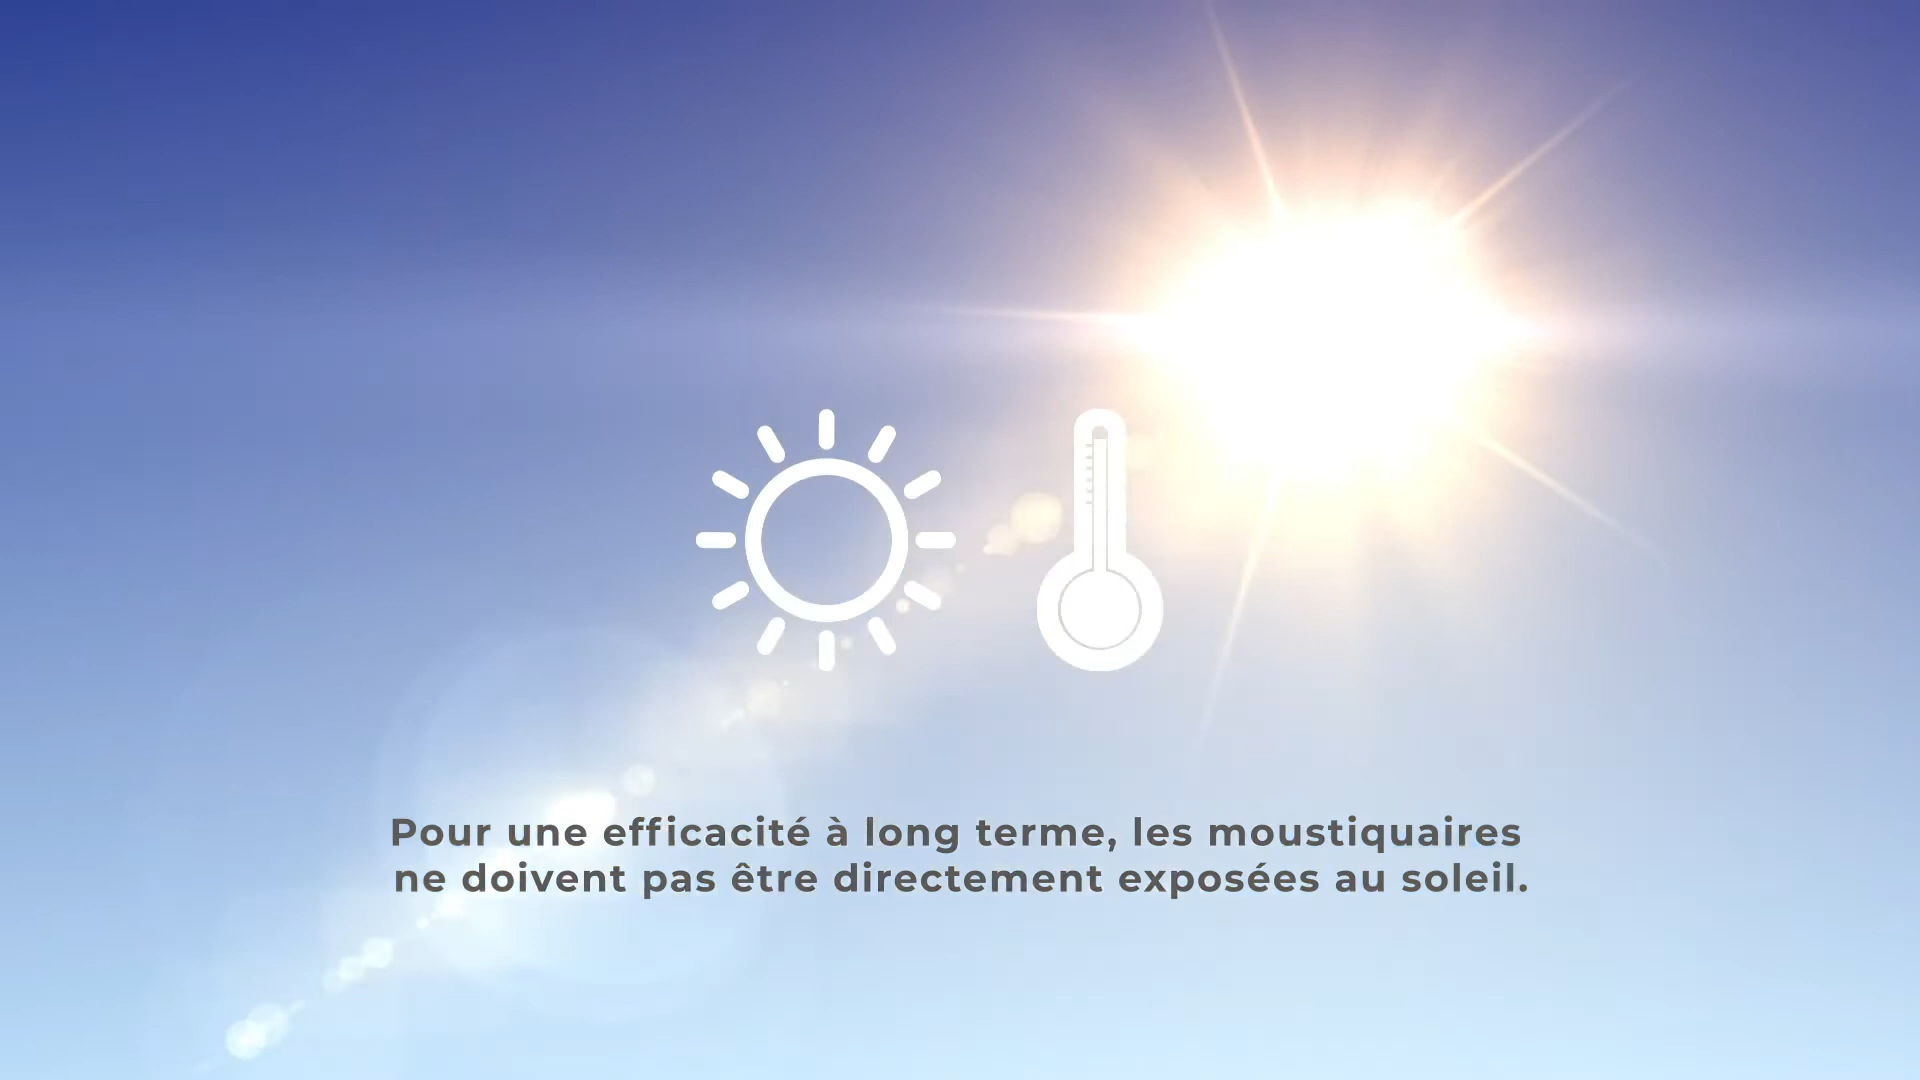 Pour une efficacité à long terme, les moustiquaires
ne doivent pas être directement exposées au soleil.